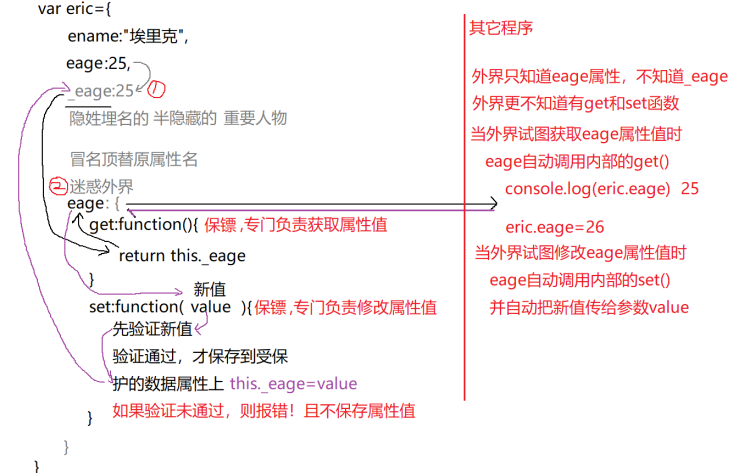 var eric={
ename:"埃里克",
eage:25,
_eage:25 ①
隐姓埋名的 半隐藏的 重要人物
冒名顶替原属性名
②迷惑外界
eage: {
get:function(){ 保镖,专门负责获取属性值
return this._eage
}
新值
set:function( value ){保镖,专门负责修改属性值
先验证新值
验证通过，才保存到受保
护的数据属性上 this._eage=value
如果验证未通过，则报错！且不保存属性值
}
}
}
其它程序
外界只知道eage属性，不知道_eage
外界更不知道有get和set函数
当外界试图获取eage属性值时
eage自动调用内部的get()
console.log(eric.eage) 25
eric.eage=26
当外界试图修改eage属性值时
eage自动调用内部的set()
并自动把新值传给参数value